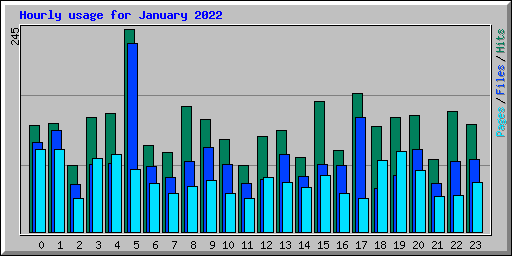 Hourly usage for January 2022
245
Pages/Files/Hits
0 1 2 3 4 5 6 7 8 9 10 11 12 13 14 15 16 17 18 19 20 21 22 23